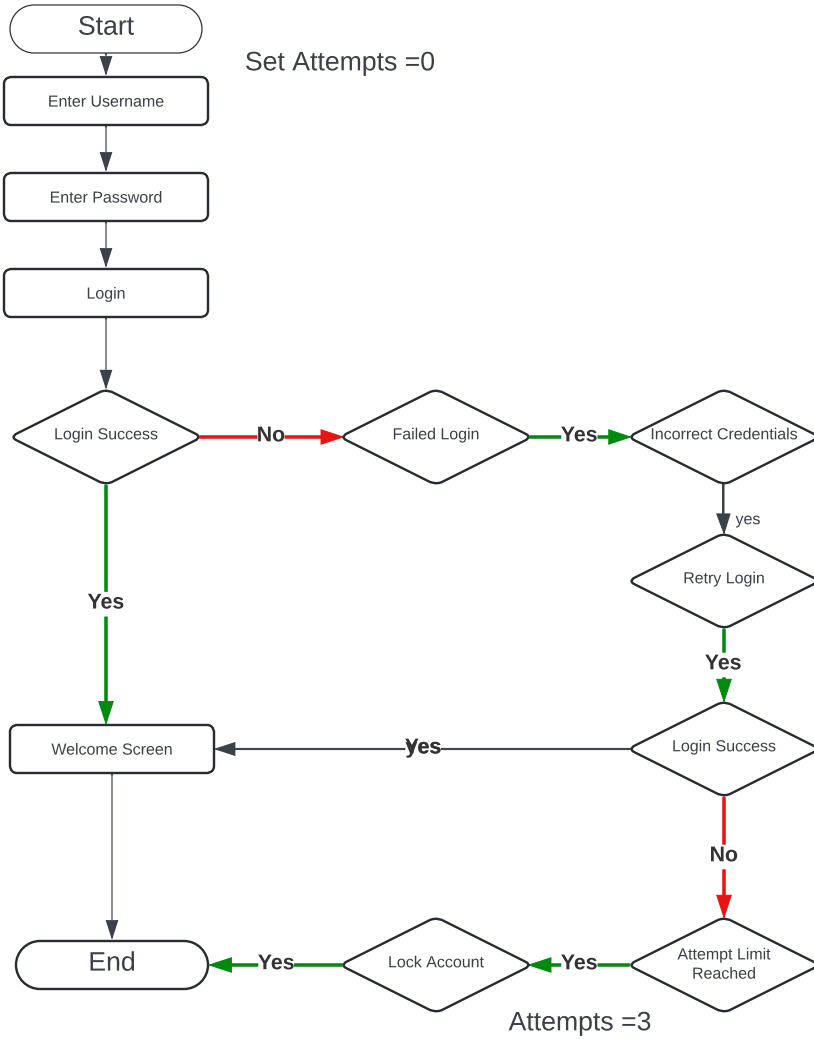 Start
Set Attempts =0
Enter Username
Enter Password
Login
Login Success
No
Failed Login
Yes
Incorrect Credentials
yes
Retry Login
Yes
Yes
Welcome Screen
Yes
Login Success
No
End
Yes
Lock Account
Yes
Attempt Limit
Reached
Attempts =3